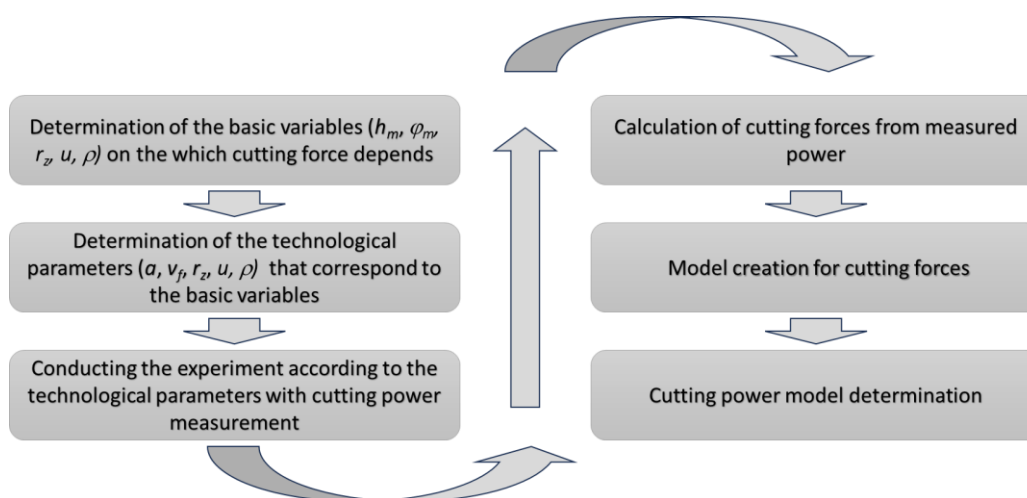 Determination of the basic variables (hm, φm,
rz, u, ρ) on the which cutting force depends
Determination of the technological
parameters (a, vf, rz, u, ρ) that correspond to
the basic variables
Conducting the experiment according to the
technological parameters with cutting power
measurement
Calculation of cutting forces from measured
power
Model creation for cutting forces
Cutting power model determination